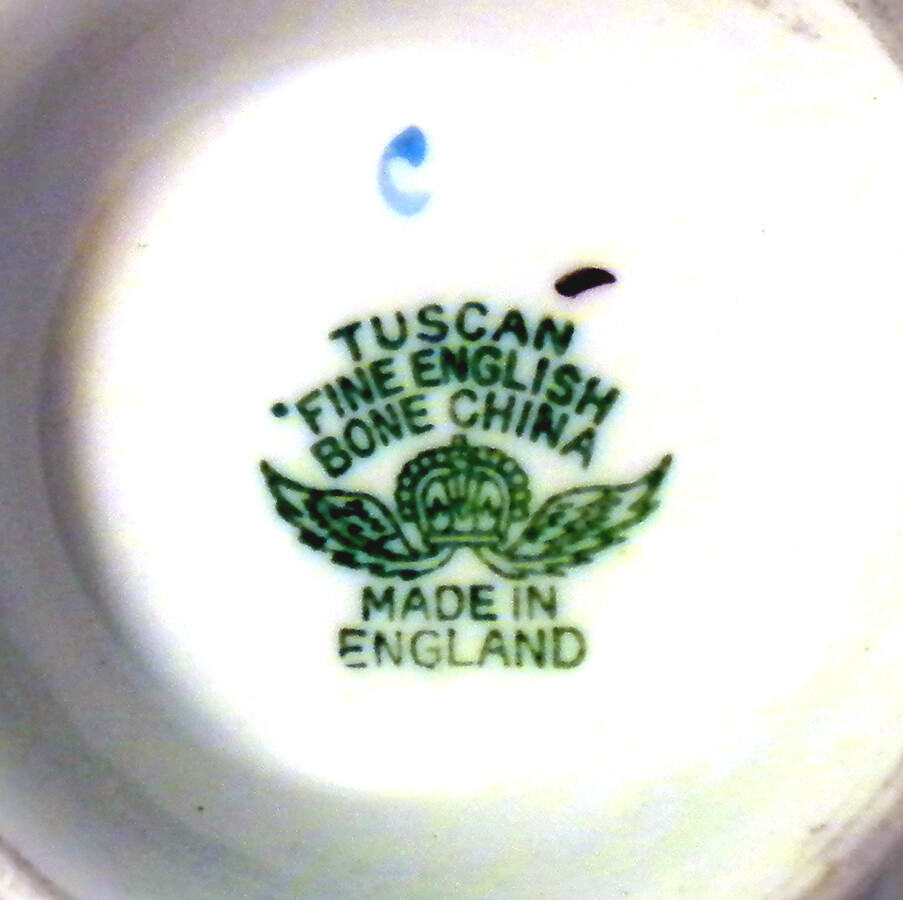 C
TUSCAN
FINE ENGLISH
BONE CHINA
MADE IN
ENGLAND